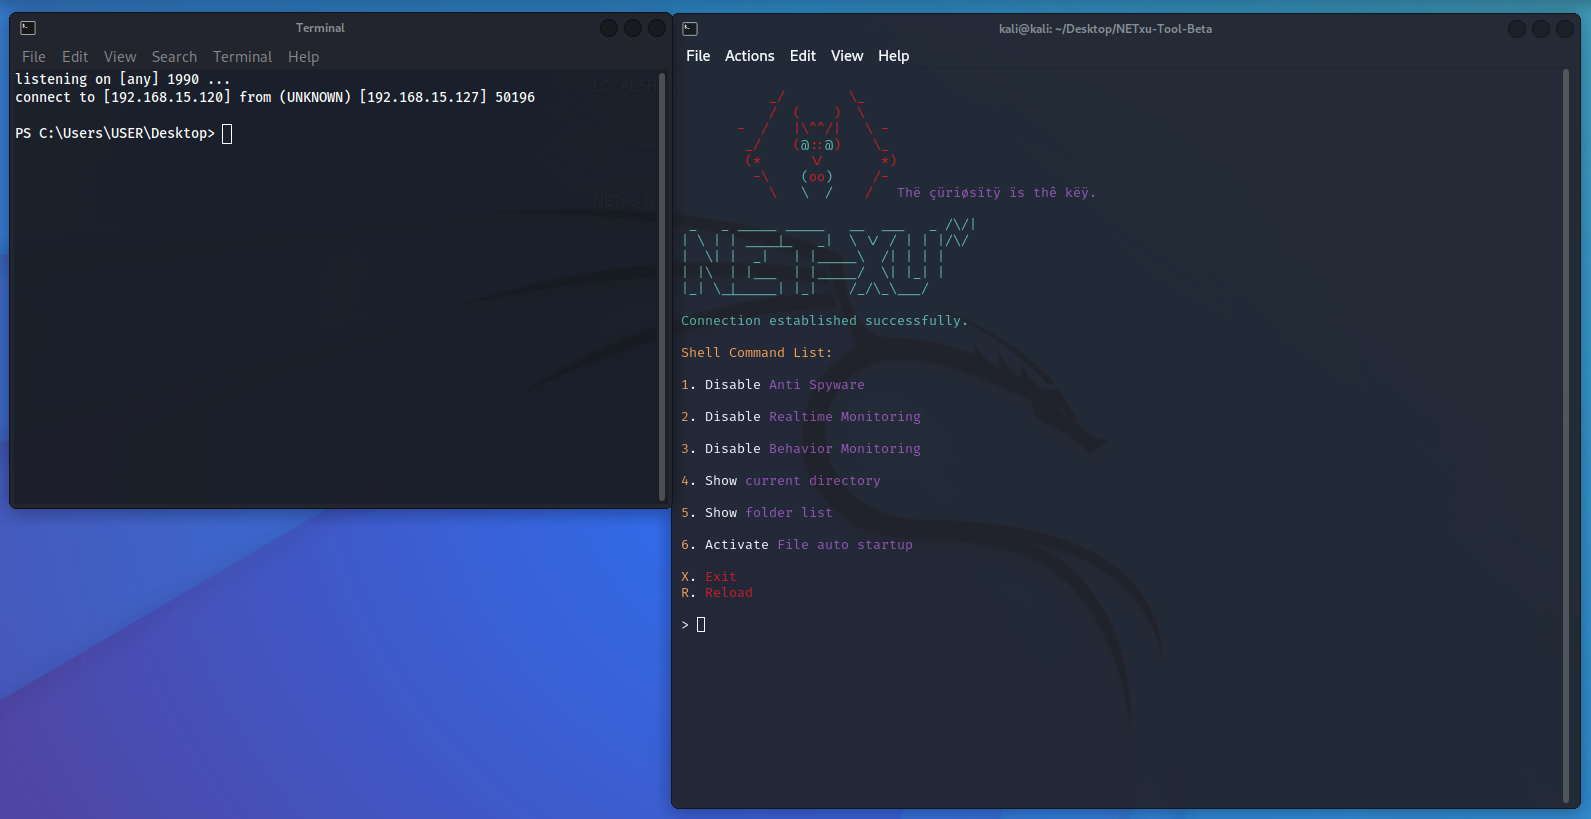 Terminal
File Edit View Search Terminal Help
listening on [any] 1990 ...
connect to [192.168.15.120] from (UNKNOWN) [192.168.15.127] 50196
PS C:\Users\USER\Desktop>
kali@kali: ~/Desktop/NETxu-Tool-Beta
File Actions Edit View Help
Thë çürïøsïtÿ ïs thê këÿ.
NET-XU
Connection established successfully.
Shell Command List:
1. Disable Anti Spyware
2. Disable Realtime Monitoring
3. Disable Behavior Monitoring
4. Show current directory
5. Show folder list
6. Activate File auto startup
X. Exit
R. Reload
>